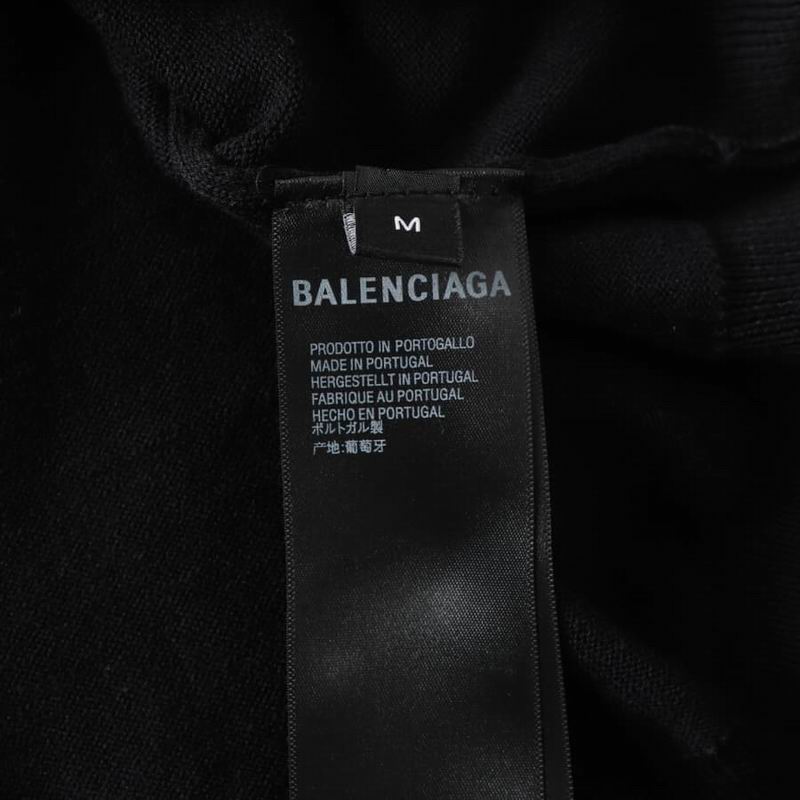 M
BALENCIAGA
PRODOTTO IN PORTOGALLO
MADE IN PORTUGAL
HERGESTELLT IN PORTUGAL
FABRIQUE AU PORTUGAL
HECHO EN PORTUGAL
ポルトガル製
产地:葡萄牙